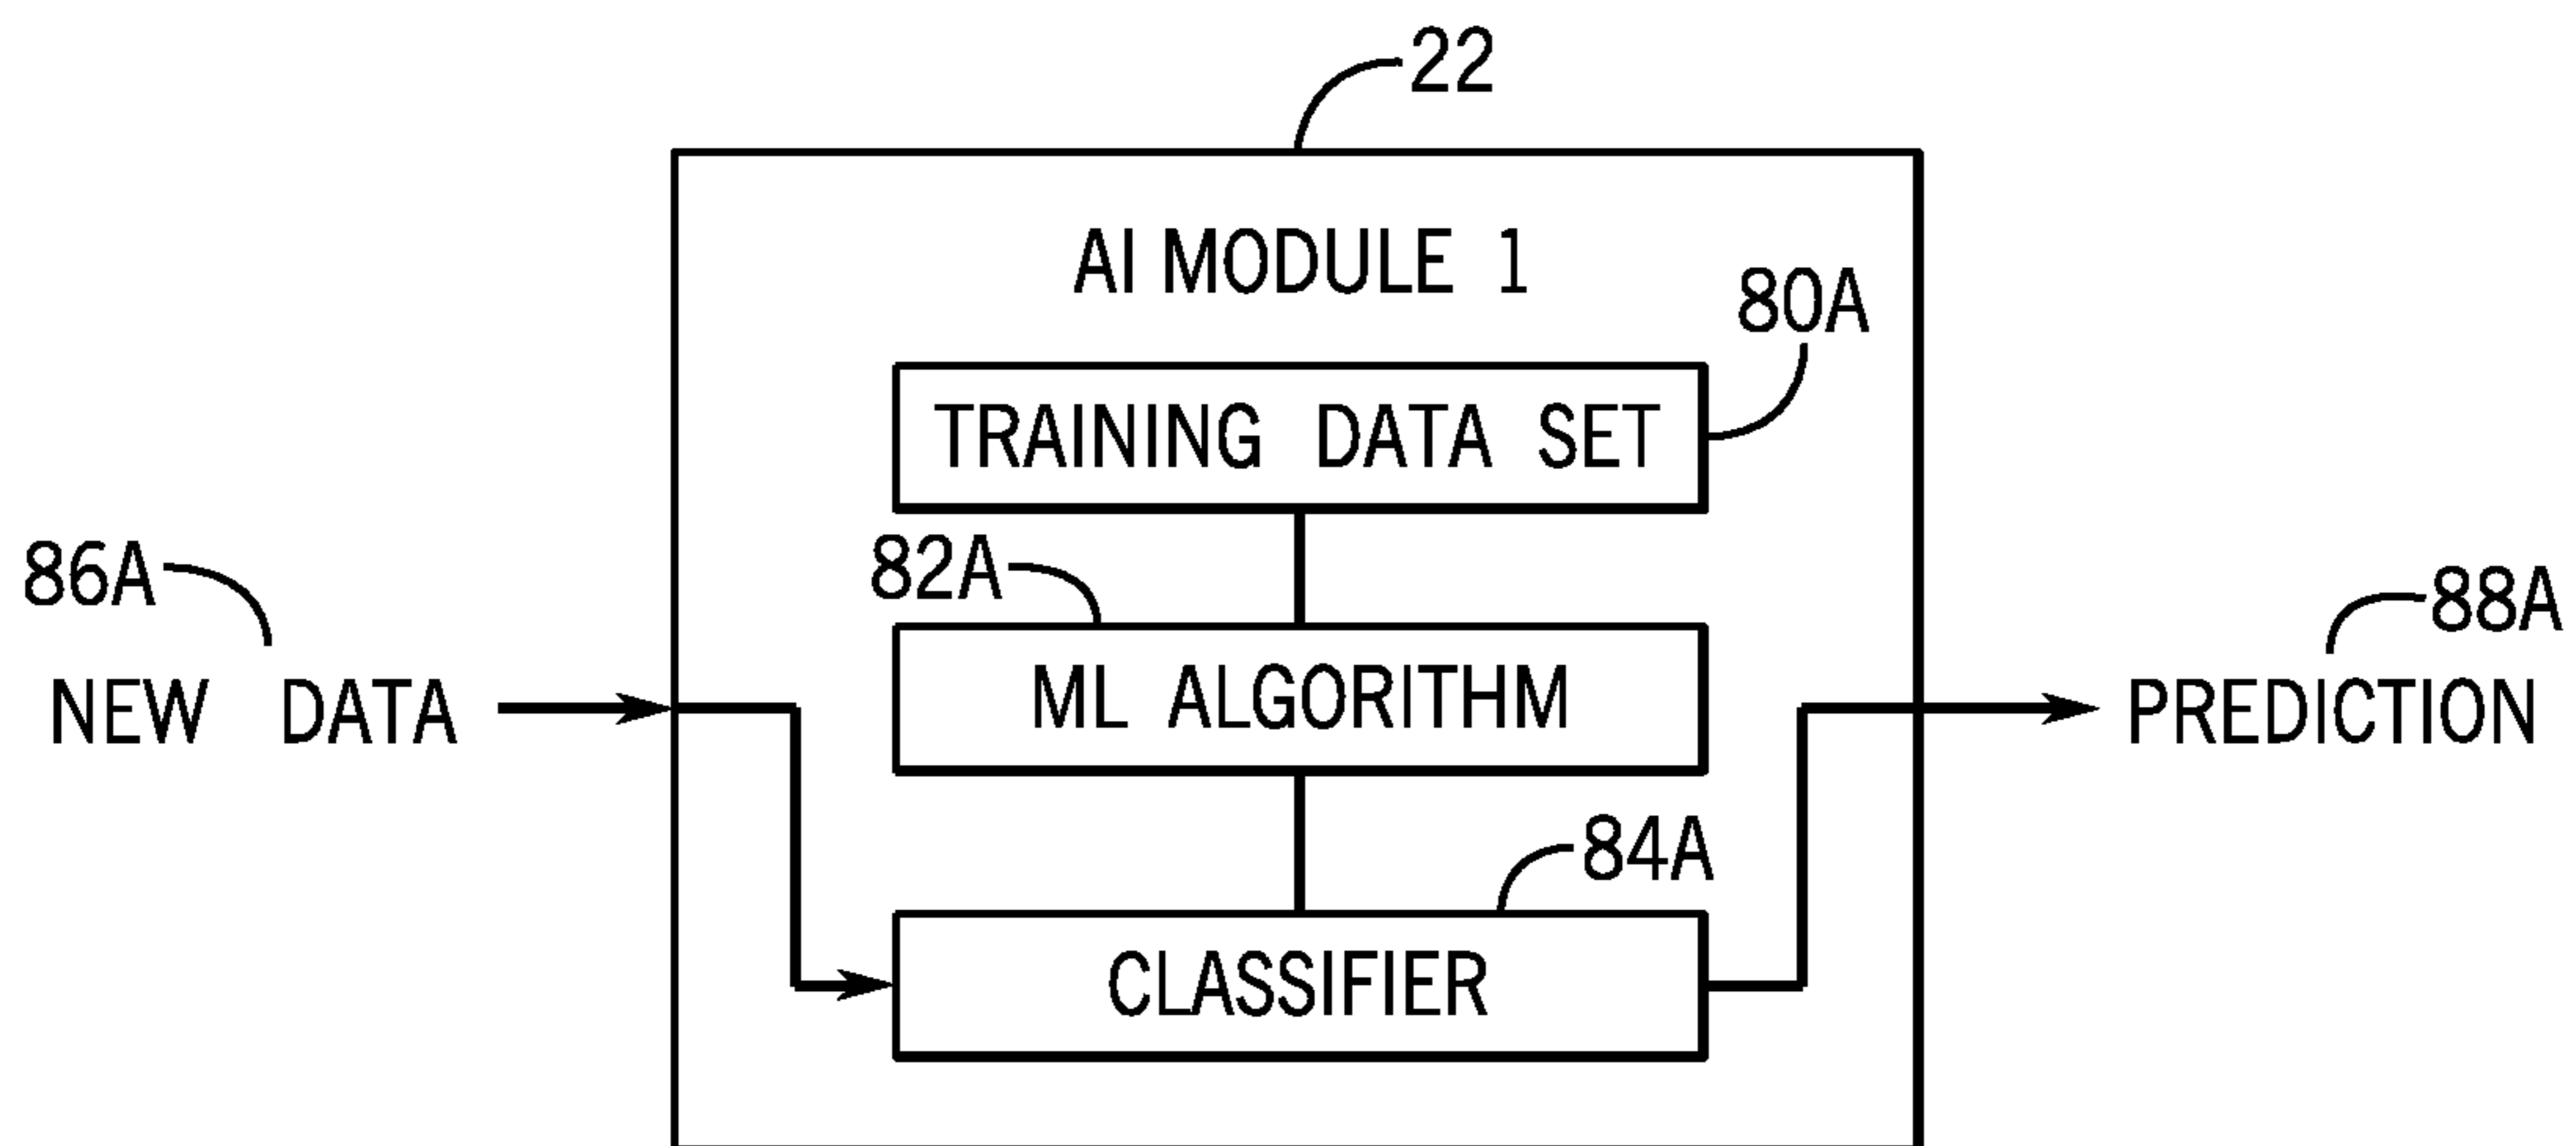 22
AI MODULE 1
80A
TRAINING DATA SET
82A
86A
88A
ML ALGORITHM
NEW DATA
PREDICTION
84A
CLASSIFIER